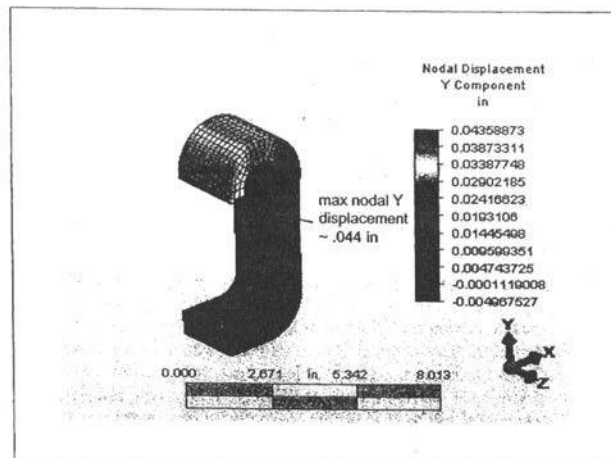 Nodal Displacement
Y Component
in
0.04358873
0.03873311
0.03387748
0.02902185
0.02416623
0.0193106
0.01445498
0.009599351
0.004743725
-0.0001119008
-0.004967527
max nodal Y
displacement
~ .044 in
Y
X
Z
0.000 2.671 in. 5.342 8.013